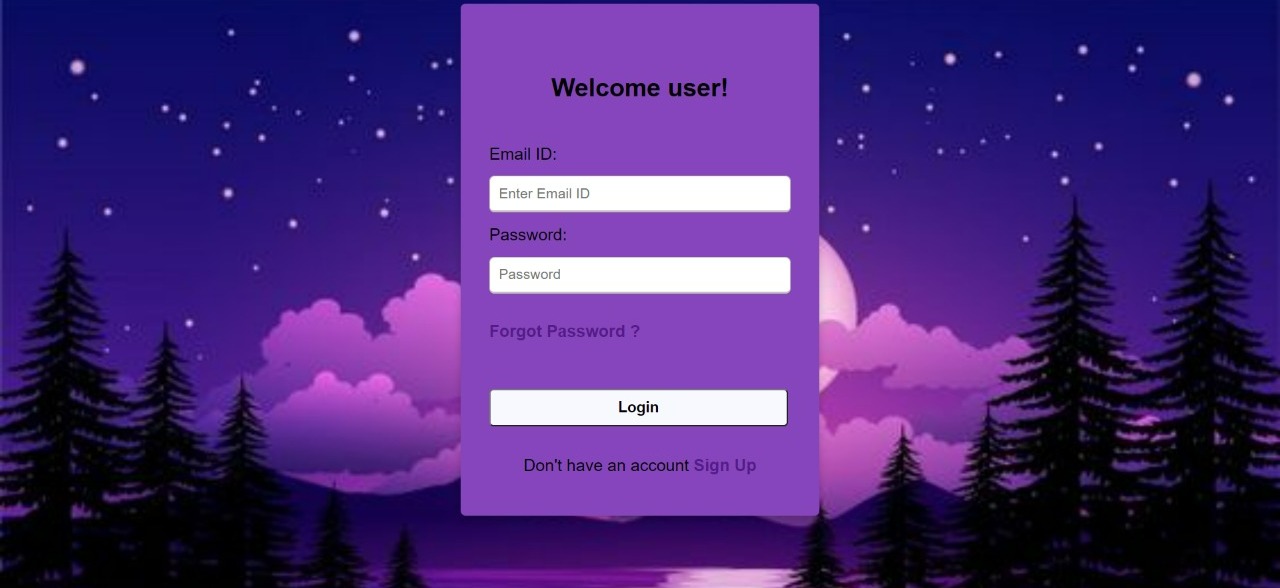 Welcome user!
Email ID:
Enter Email ID
Password:
Password
Forgot Password ?
Login
Don't have an account Sign Up